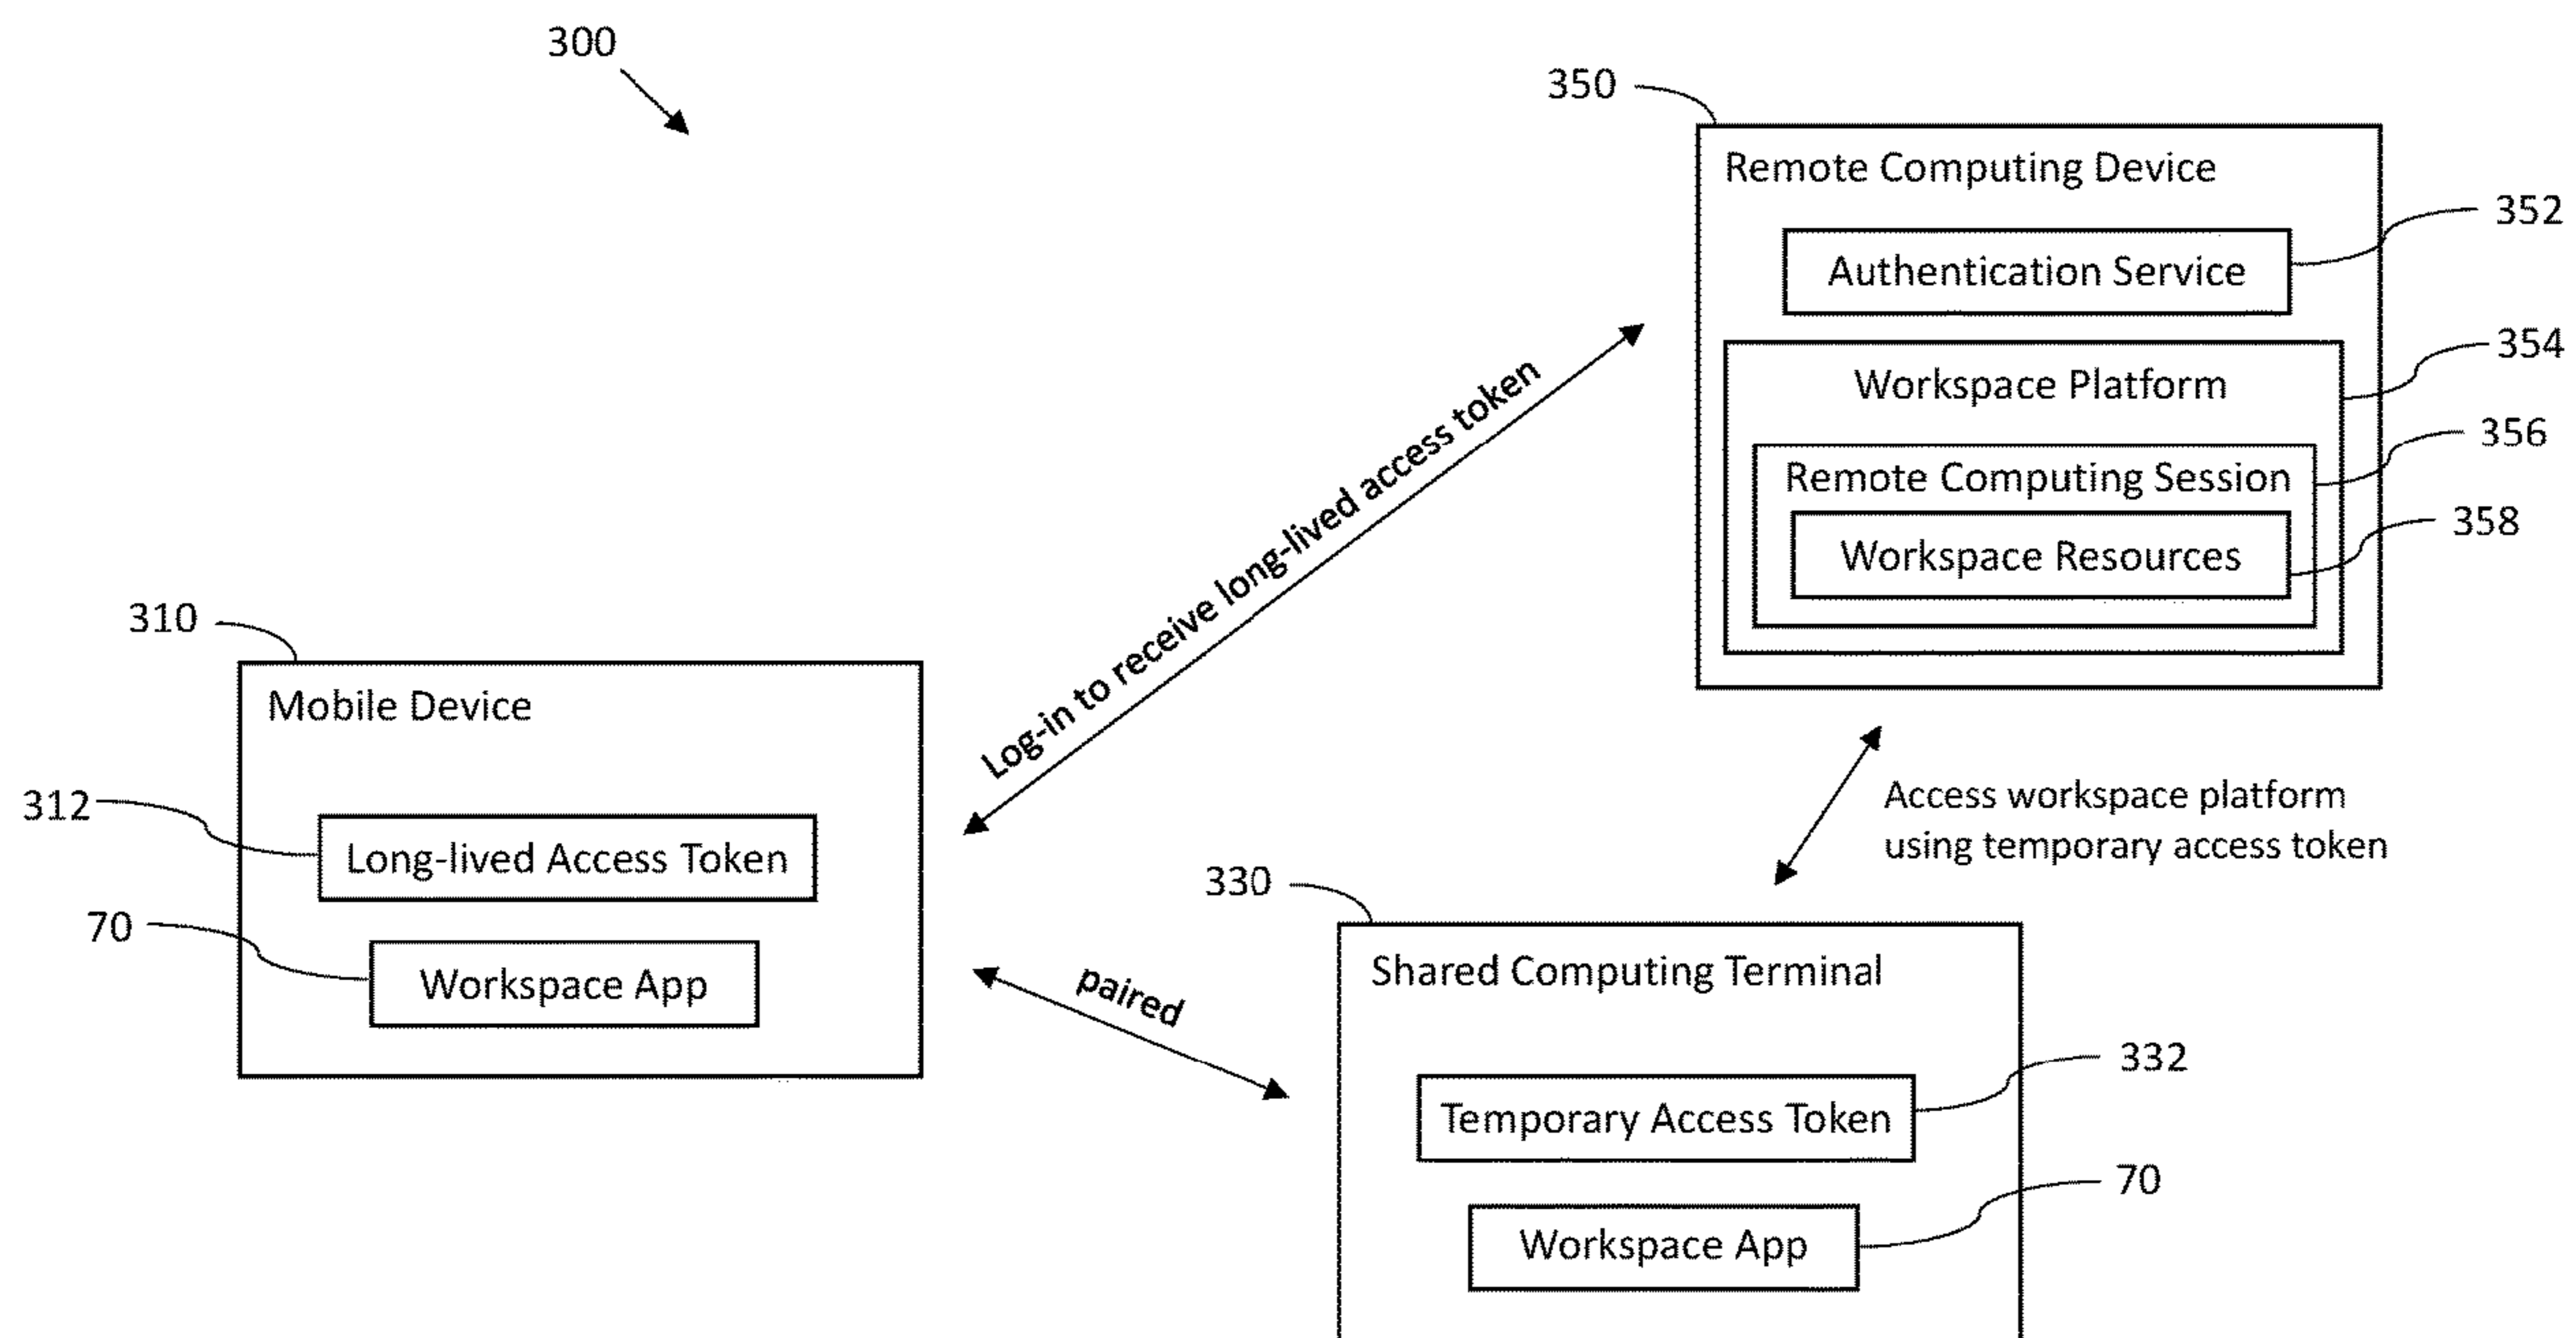 300
350
Remote Computing Device
352
Authentication Service
354
Workspace Platform
356
Remote Computing Session
358
Workspace Resources
Log-in to receive long-lived access token
310
Mobile Device
312
Long-lived Access Token
70
Workspace App
paired
Access workspace platform
using temporary access token
330
Shared Computing Terminal
332
Temporary Access Token
70
Workspace App